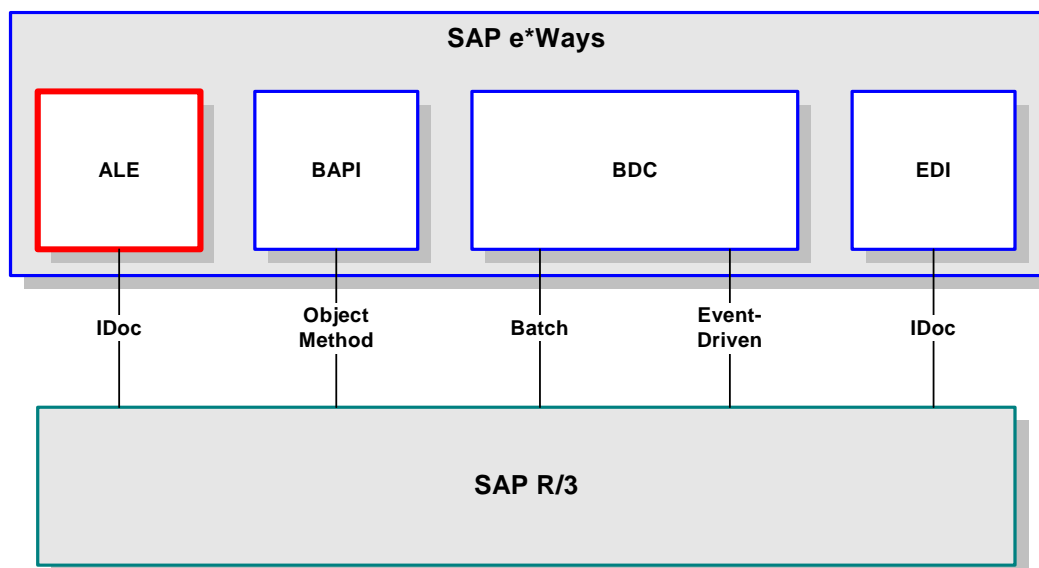 SAP e*Ways
ALE
BAPI
BDC
EDI
IDoc
Object
Method
Batch
Event-
Driven
IDoc
SAP R/3